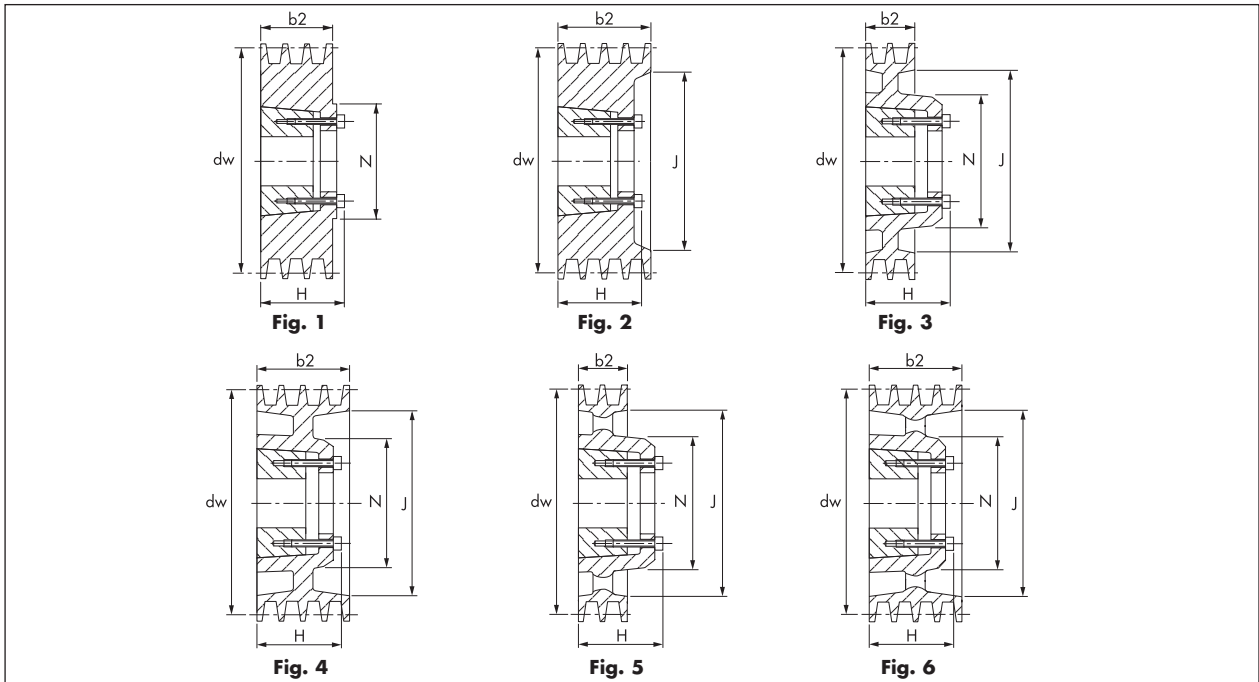 b2
b2
b2
dw
N
dw
J
dw
N
J
H
H
H
Fig. 1
Fig. 2
Fig. 3
b2
b2
b2
dw
N
J
dw
N
J
dw
N
J
H
H
H
Fig. 4
Fig. 5
Fig. 6